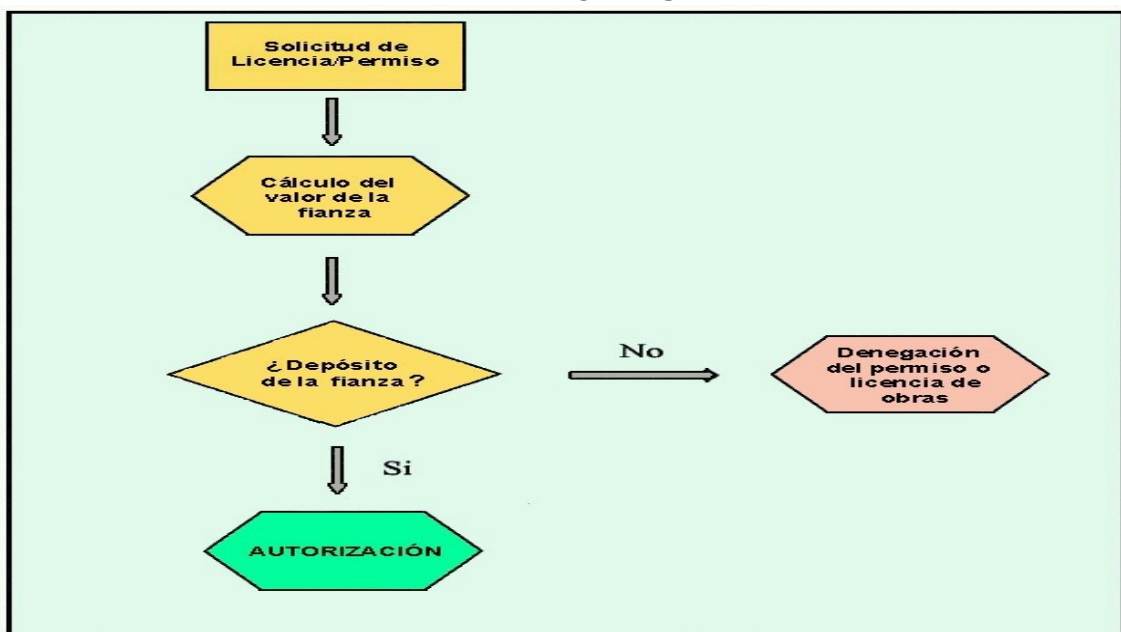 Solicitud de
Licencia/Permiso
Cálculo del
valor de la
fianza
¿Depósito
de la fianza?
No
Denegación
del permiso o
licencia de
obras
Si
AUTORIZACIÓN